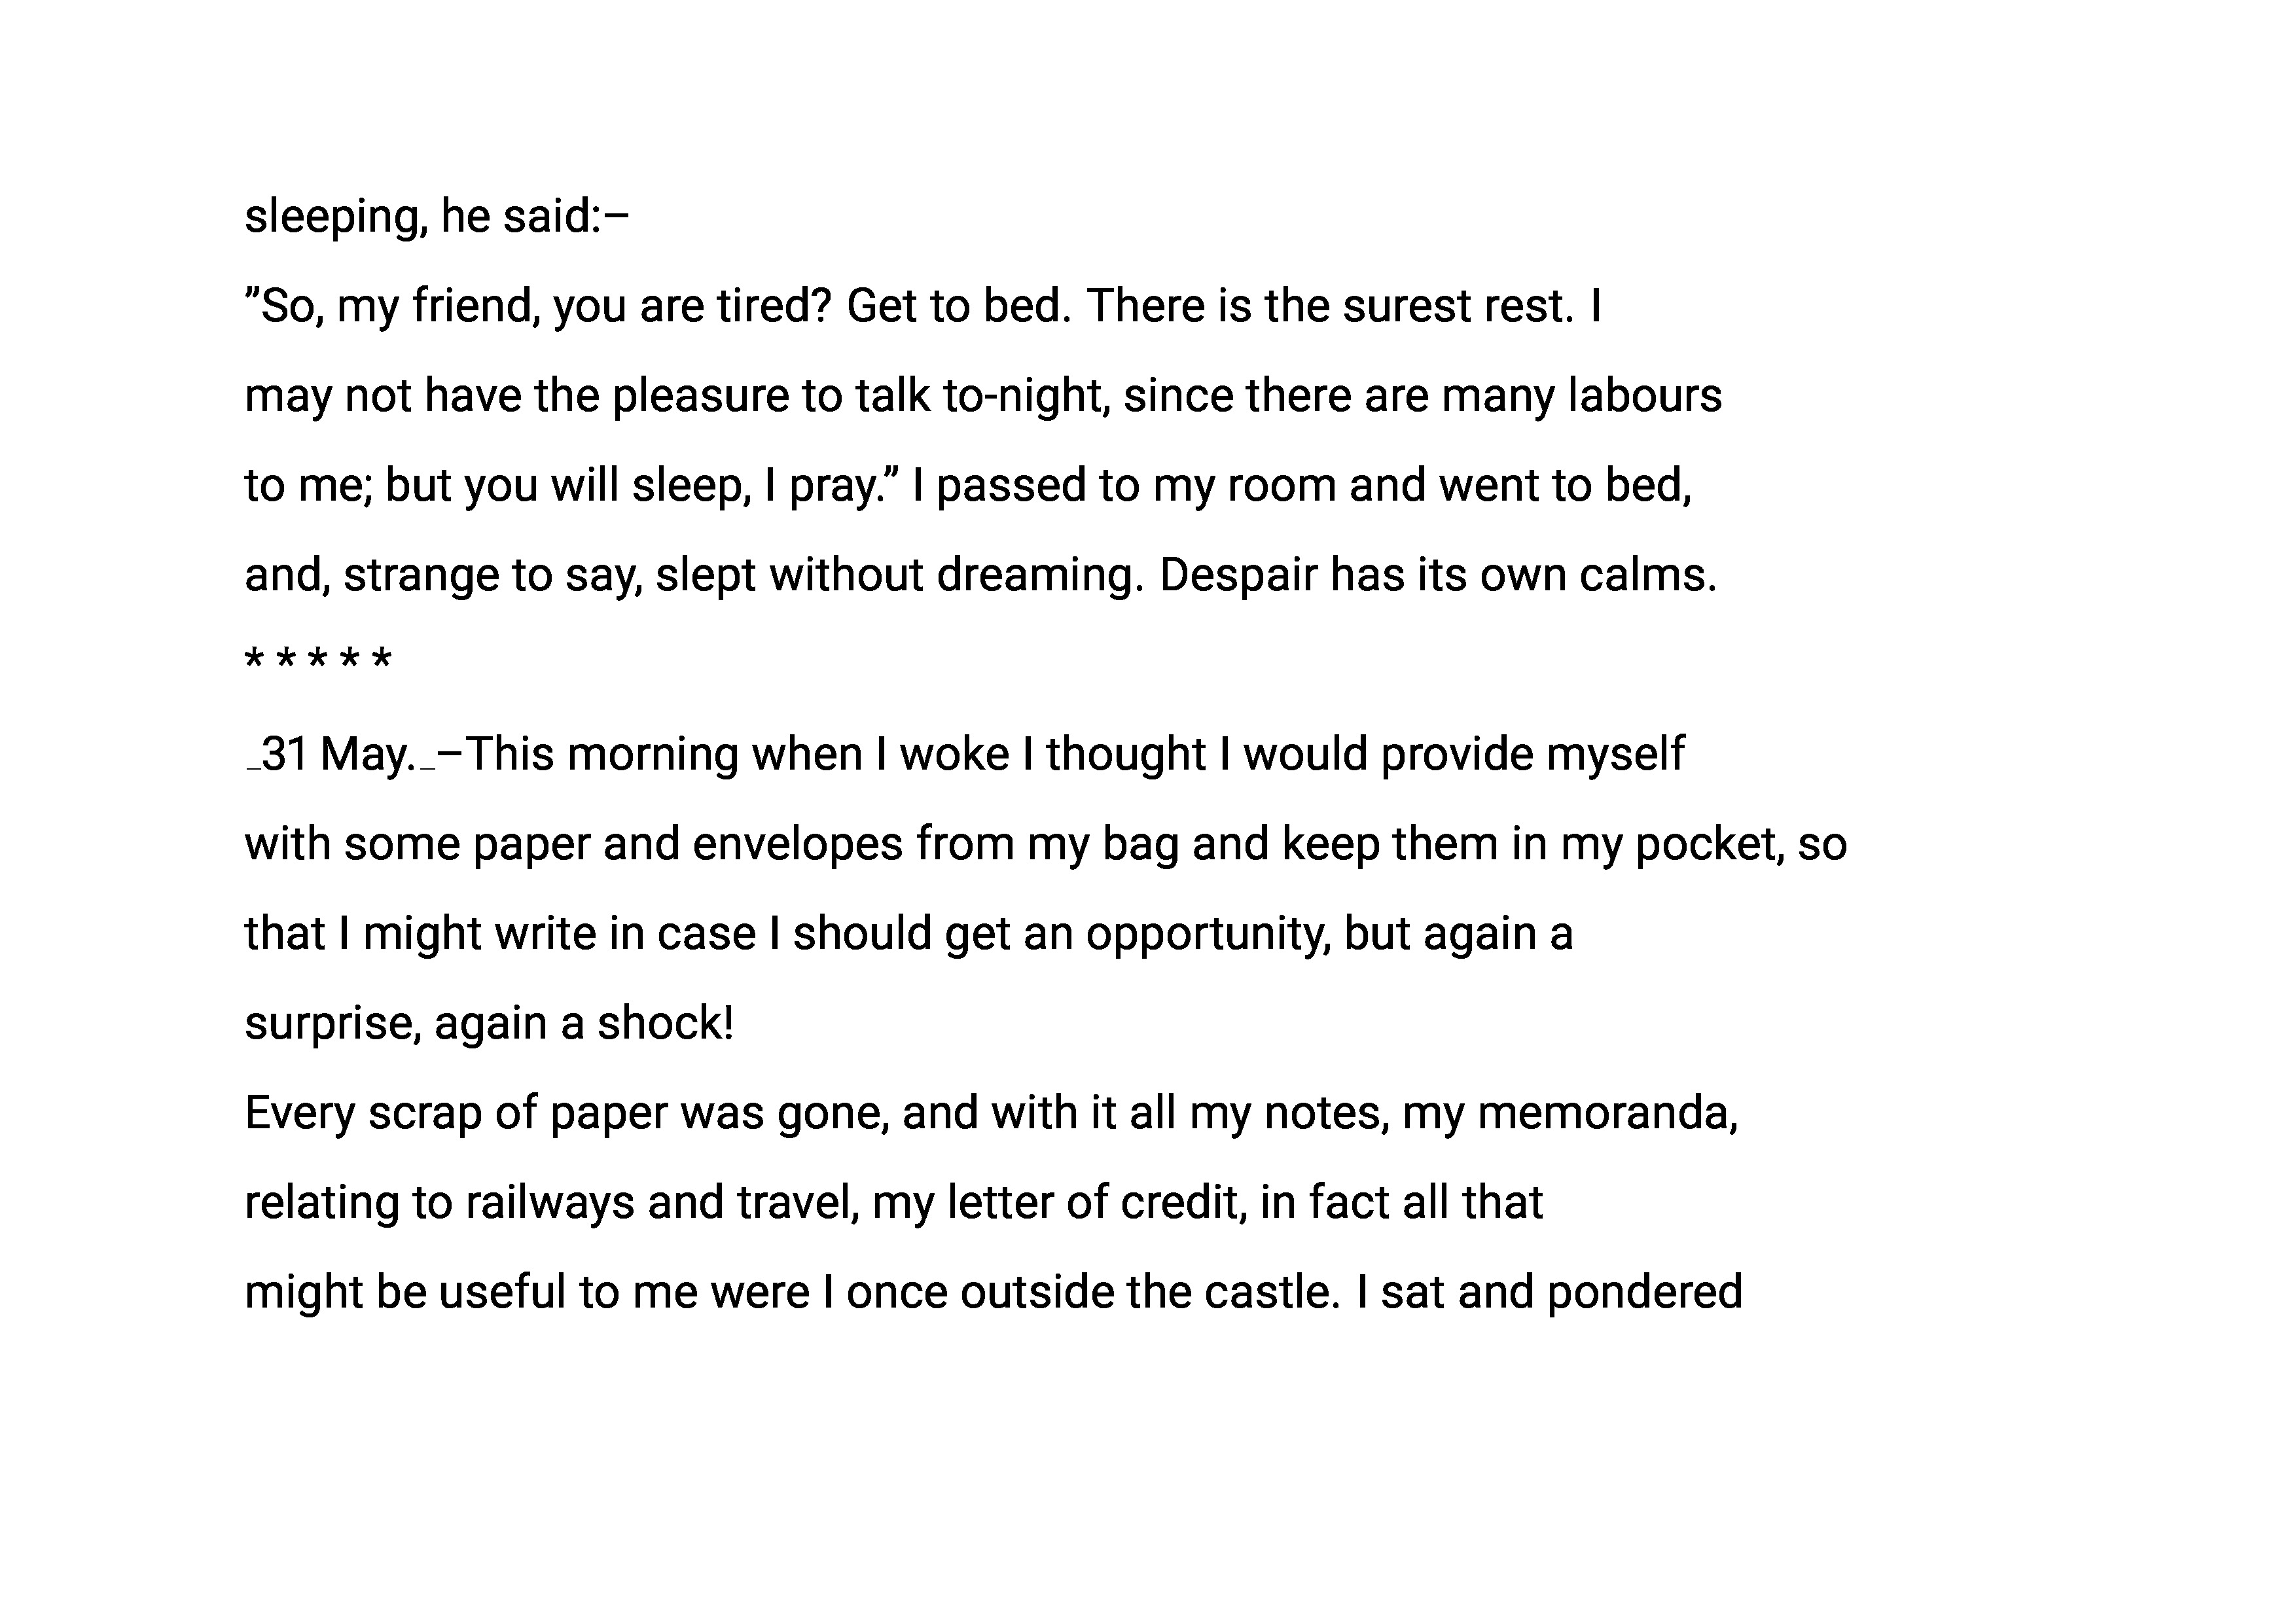 sleeping, he said:–
”So, my friend, you are tired? Get to bed. There is the surest rest. I
may not have the pleasure to talk to-night, since there are many labours
to me; but you will sleep, I pray.” I passed to my room and went to bed,
and, strange to say, slept without dreaming. Despair has its own calms.
* * * * *
_31 May._–This morning when I woke I thought I would provide myself
with some paper and envelopes from my bag and keep them in my pocket, so
that I might write in case I should get an opportunity, but again a
surprise, again a shock!
Every scrap of paper was gone, and with it all my notes, my memoranda,
relating to railways and travel, my letter of credit, in fact all that
might be useful to me were I once outside the castle. I sat and pondered